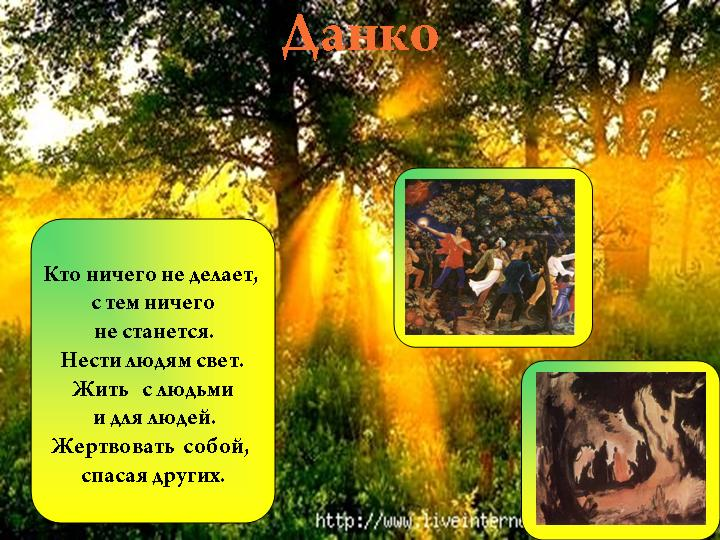 Данко
Кто ничего не делает,
с тем ничего
не станется.
Нести людям свет.
Жить с людьми
и для людей.
Жертвовать собой,
спасая других.
http://www.liveintern